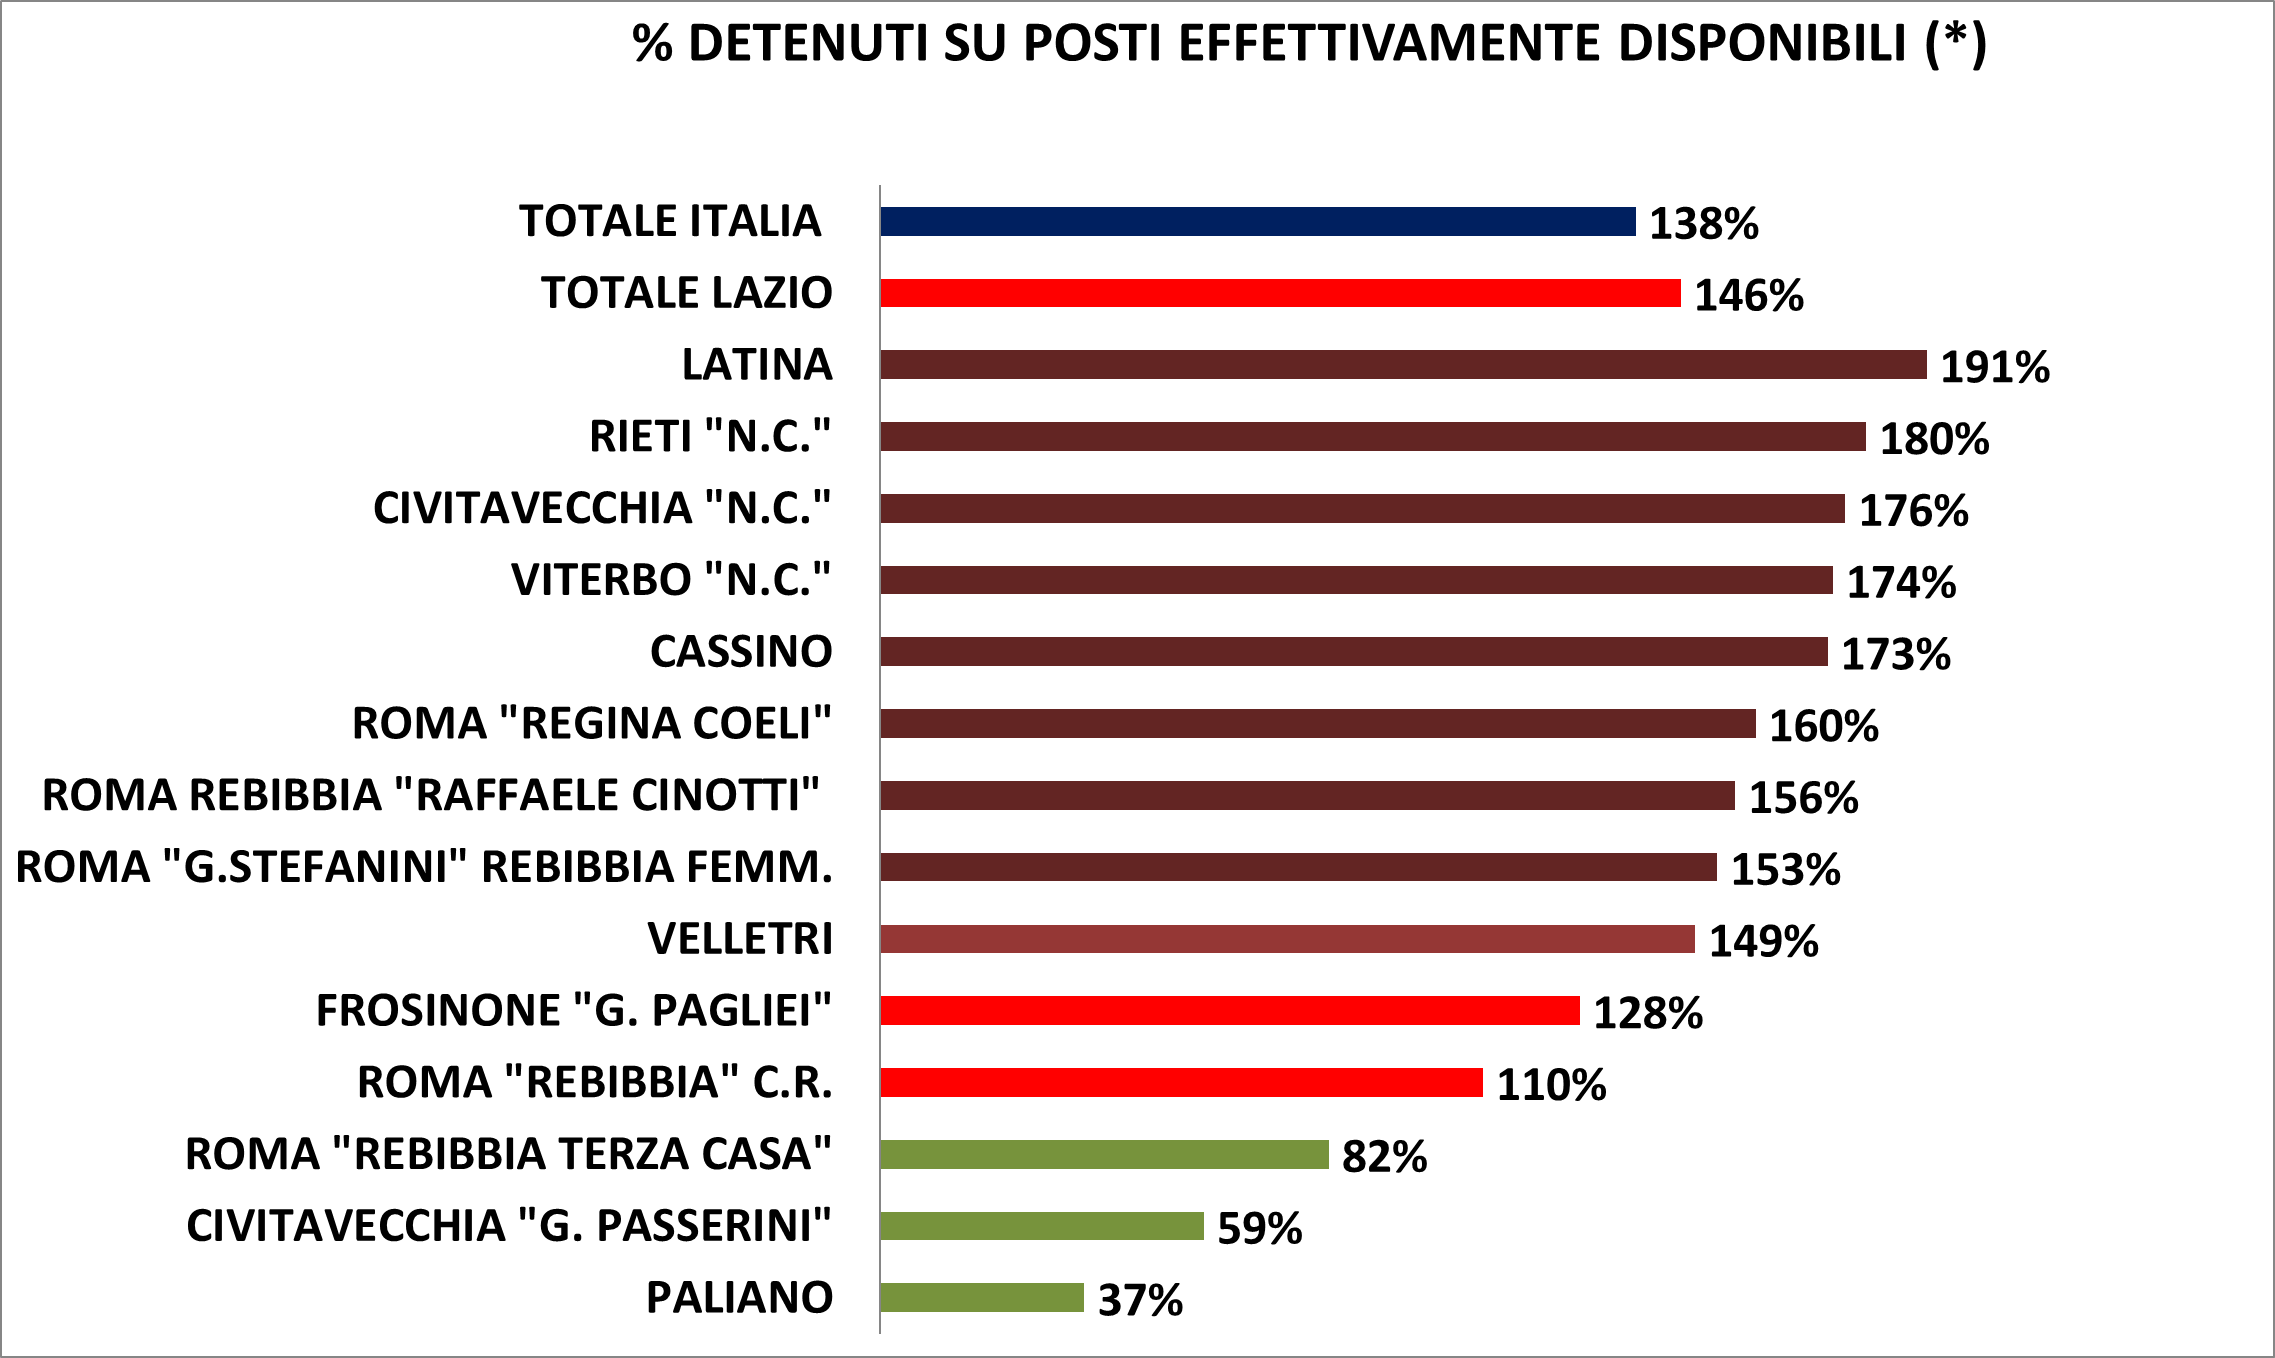 % DETENUTI SU POSTI EFFETTIVAMENTE DISPONIBILI (*)
TOTALE ITALIA 138%
TOTALE LAZIO 146%
LATINA 191%
RIETI "N.C." 180%
CIVITAVECCHIA "N.C." 176%
VITERBO "N.C." 174%
CASSINO 173%
ROMA "REGINA COELI" 160%
ROMA REBIBBIA "RAFFAELE CINOTTI" 156%
ROMA "G.STEFANINI" REBIBBIA FEMM. 153%
VELLETRI 149%
FROSINONE "G. PAGLIEI" 128%
ROMA "REBIBBIA" C.R. 110%
ROMA "REBIBBIA TERZA CASA" 82%
CIVITAVECCHIA "G. PASSERINI" 59%
PALIANO 37%